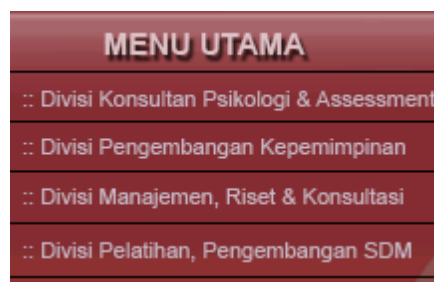 MENU UTAMA
:: Divisi Konsultan Psikologi & Assessment
:: Divisi Pengembangan Kepemimpinan
:: Divisi Manajemen, Riset & Konsultasi
:: Divisi Pelatihan, Pengembangan SDM